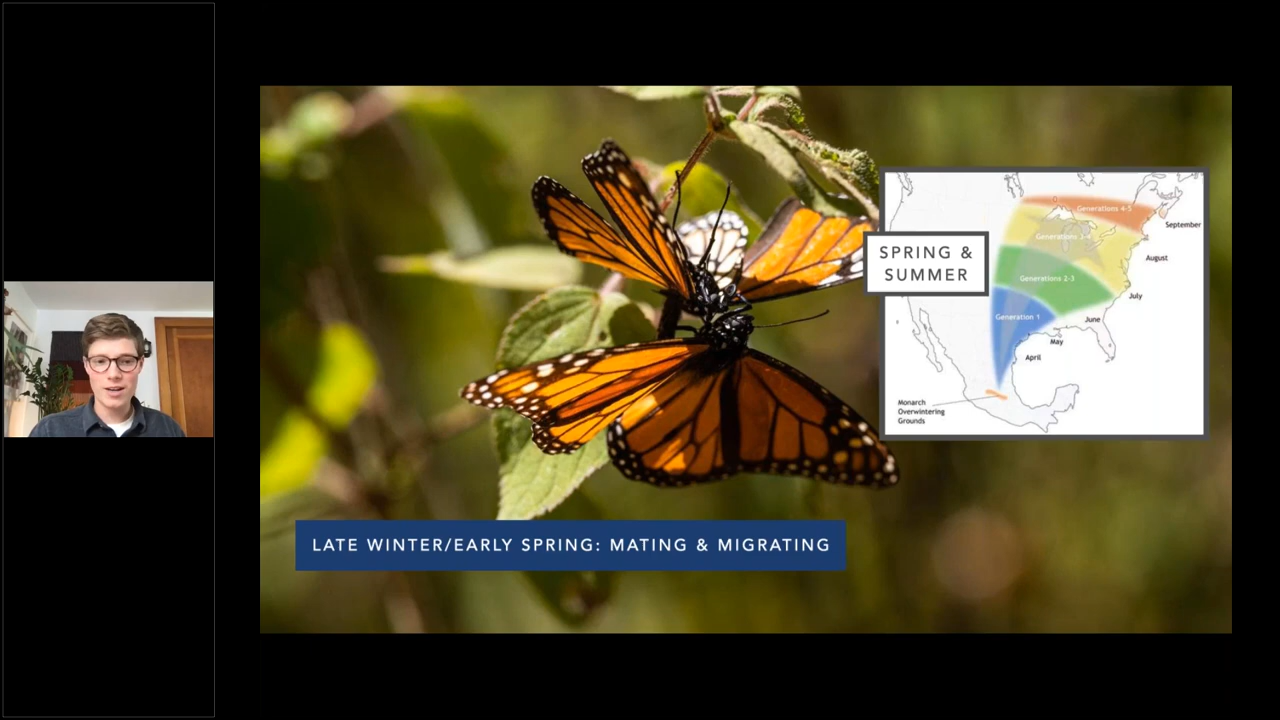 SPRING &
SUMMER
Generations 4-5
Generations 3-4
Generations 2-3
Generation 1
September
August
July
June
May
April
Monarch
Overwintering
Grounds
LATE WINTER/EARLY SPRING: MATING & MIGRATING